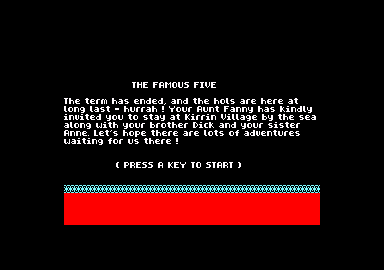 THE FAMOUS FIVE
The term has ended, and the hols are here at
long last - hurrah ! Your Aunt Fanny has kindly
invited you to stay at Kirrin Village by the sea
along with your brother Dick and your sister
Anne. Let's hope there are lots of adventures
waiting for us there !
( PRESS A KEY TO START )